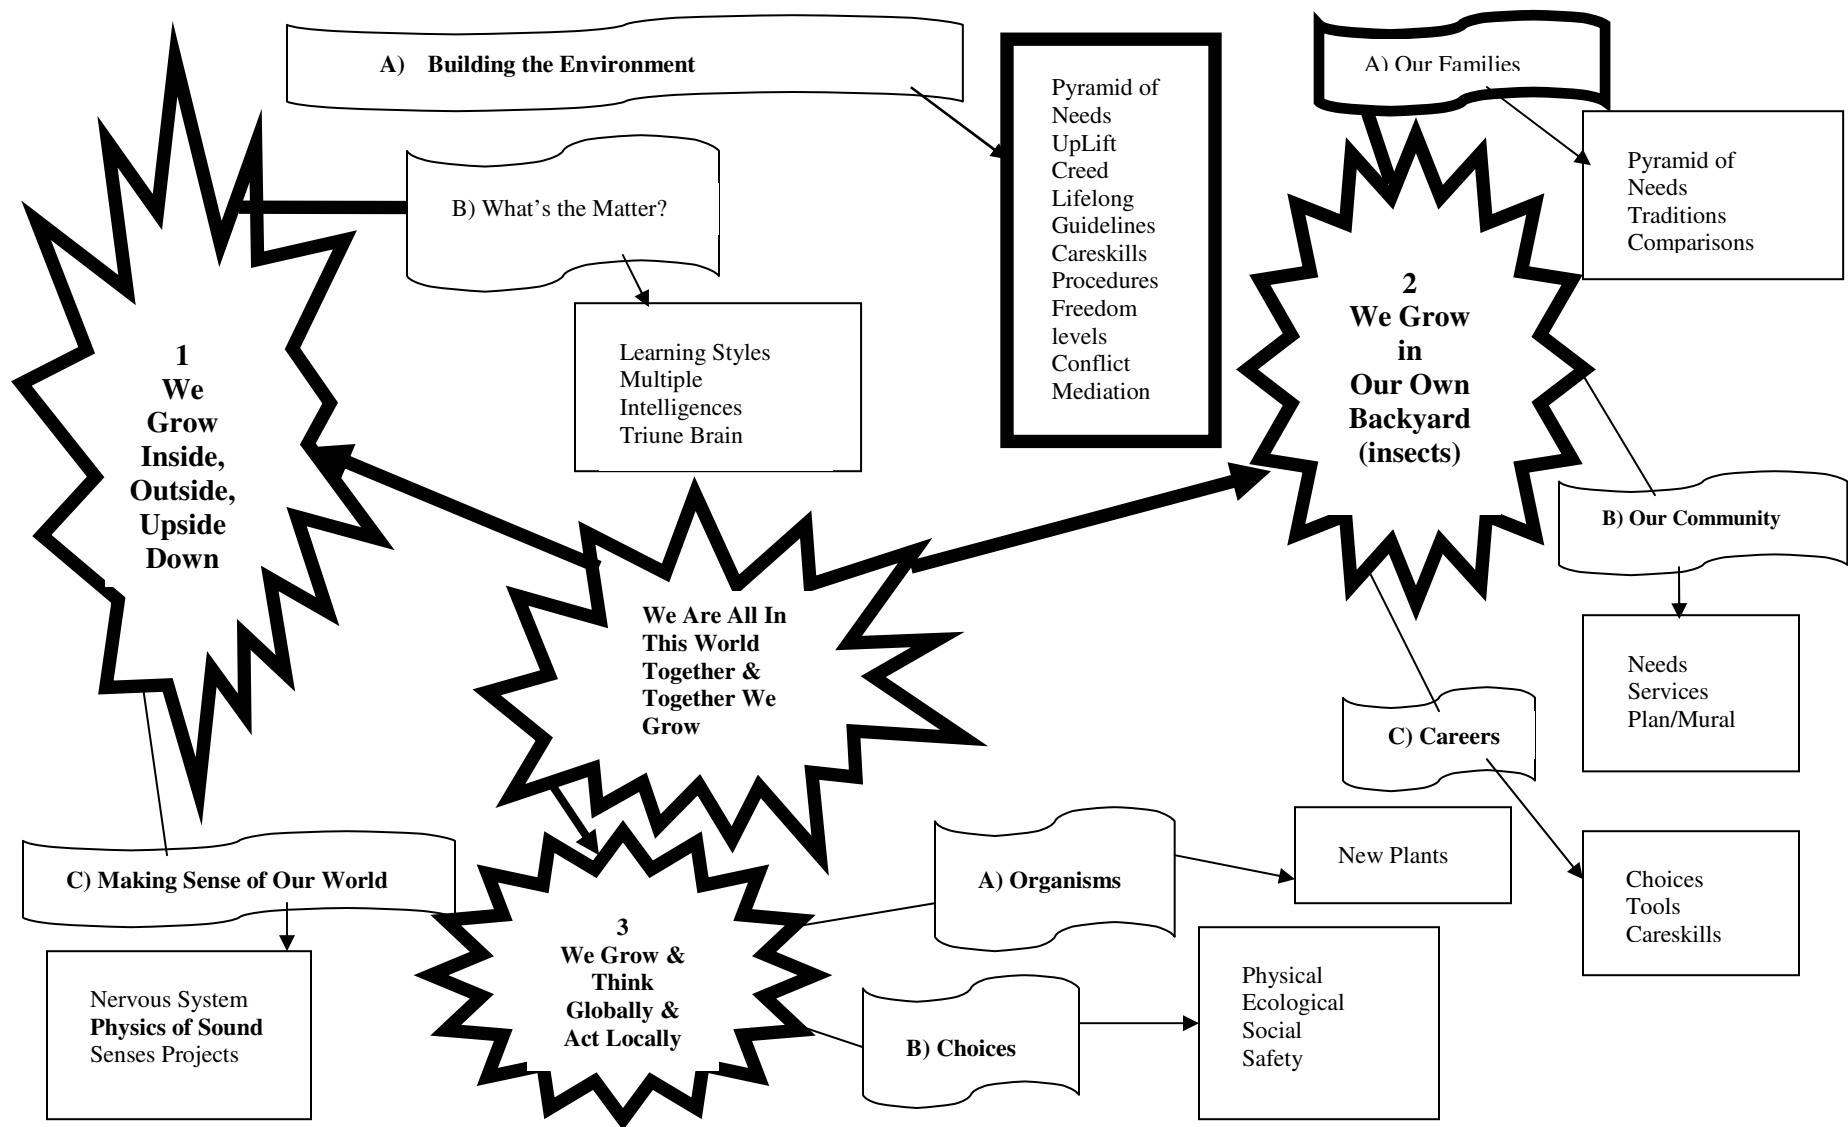 A) Building the Environment
Pyramid of
Needs
UpLift
Creed
Lifelong
Guidelines
Careskills
Procedures
Freedom
levels
Conflict
Mediation
B) What's the Matter?
Learning Styles
Multiple
Intelligences
Triune Brain
1
We
Grow
Inside,
Outside,
Upside
Down
C) Making Sense of Our World
Nervous System
Physics of Sound
Senses Projects
We Are All In
This World
Together &
Together We
Grow
A) Our Families
Pyramid of
Needs
Traditions
Comparisons
2
We Grow
in
Our Own
Backyard
(insects)
B) Our Community
Needs
Services
Plan/Mural
C) Careers
Choices
Tools
Careskills
3
We Grow &
Think
Globally &
Act Locally
A) Organisms
New Plants
B) Choices
Physical
Ecological
Social
Safety